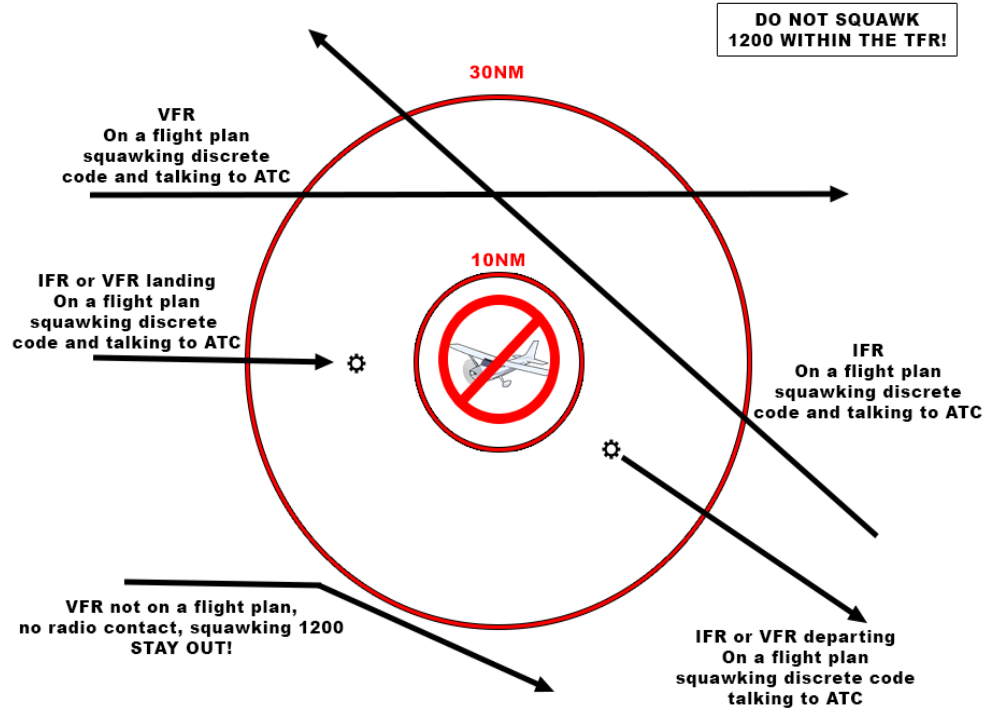 DO NOT SQUAWK
1200 WITHIN THE TFR!
30NM
VFR
On a flight plan
squawking discrete
code and talking to ATC
10NM
IFR or VFR landing
On a flight plan
squawking discrete
code and talking to ATC
IFR
On a flight plan
squawking discrete
code and talking to ATC
VFR not on a flight plan,
no radio contact, squawking 1200
STAY OUT!
IFR or VFR departing
On a flight plan
squawking discrete code
talking to ATC